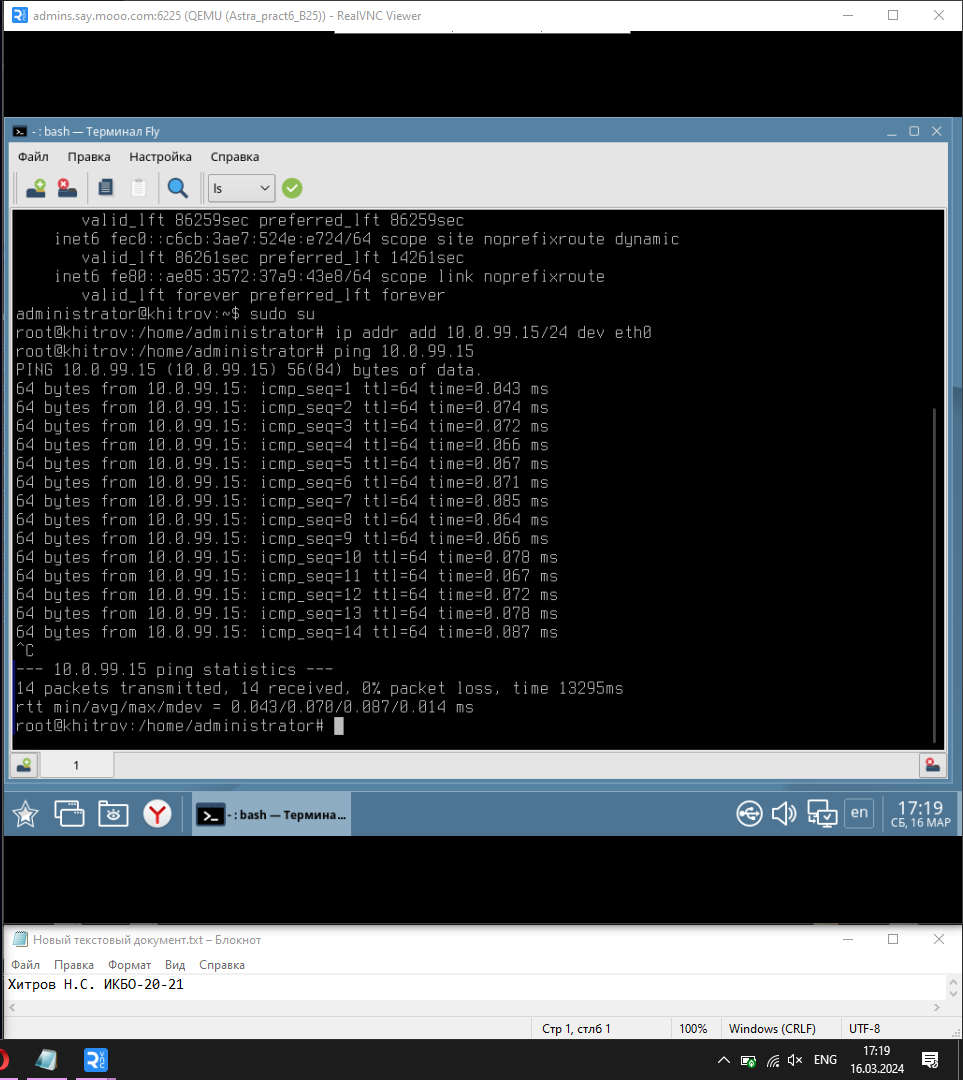 admins.say.mooo.com:6225 (QEMU (Astra_pract6_B25)) - RealVNC Viewer
- : bash — Терминал Fly
Файл Правка Настройка Справка
ls
valid_lft 86259sec preferred_lft 86259sec
inet6 fec0::c6cb:3ae7:524e:e724/64 scope site noprefixroute dynamic
valid_lft 86261sec preferred_lft 14261sec
inet6 fe80::ae85:3572:37a9:43e8/64 scope link noprefixroute
valid_lft forever preferred_lft forever
administrator@khitrov:~$ sudo su
root@khitrov:/home/administrator# ip addr add 10.0.99.15/24 dev eth0
root@khitrov:/home/administrator# ping 10.0.99.15
PING 10.0.99.15 (10.0.99.15) 56(84) bytes of data.
64 bytes from 10.0.99.15: icmp_seq=1 ttl=64 time=0.043 ms
64 bytes from 10.0.99.15: icmp_seq=2 ttl=64 time=0.074 ms
64 bytes from 10.0.99.15: icmp_seq=3 ttl=64 time=0.072 ms
64 bytes from 10.0.99.15: icmp_seq=4 ttl=64 time=0.066 ms
64 bytes from 10.0.99.15: icmp_seq=5 ttl=64 time=0.067 ms
64 bytes from 10.0.99.15: icmp_seq=6 ttl=64 time=0.071 ms
64 bytes from 10.0.99.15: icmp_seq=7 ttl=64 time=0.085 ms
64 bytes from 10.0.99.15: icmp_seq=8 ttl=64 time=0.064 ms
64 bytes from 10.0.99.15: icmp_seq=9 ttl=64 time=0.066 ms
64 bytes from 10.0.99.15: icmp_seq=10 ttl=64 time=0.078 ms
64 bytes from 10.0.99.15: icmp_seq=11 ttl=64 time=0.067 ms
64 bytes from 10.0.99.15: icmp_seq=12 ttl=64 time=0.072 ms
64 bytes from 10.0.99.15: icmp_seq=13 ttl=64 time=0.078 ms
64 bytes from 10.0.99.15: icmp_seq=14 ttl=64 time=0.087 ms
^C
--- 10.0.99.15 ping statistics ---
14 packets transmitted, 14 received, 0% packet loss, time 13295ms
rtt min/avg/max/mdev = 0.043/0.070/0.087/0.014 ms
root@khitrov:/home/administrator#
1
- : bash — Термина...
en
17:19
СБ, 16 МАР
Новый текстовый документ.txt – Блокнот
Файл Правка Формат Вид Справка
Хитров Н.С. ИКБО-20-21
Стр 1, стлб 1 100% Windows (CRLF) UTF-8
ENG
17:19
16.03.2024